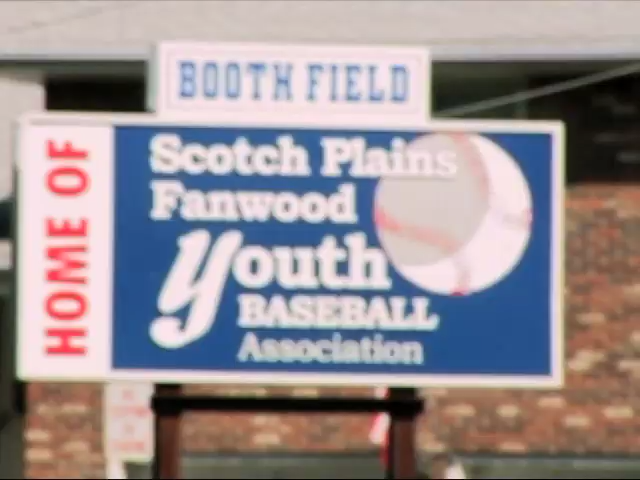 BOOTH FIELD
HOME OF
Scotch Plains
Fanwood
Youth
BASEBALL
Association